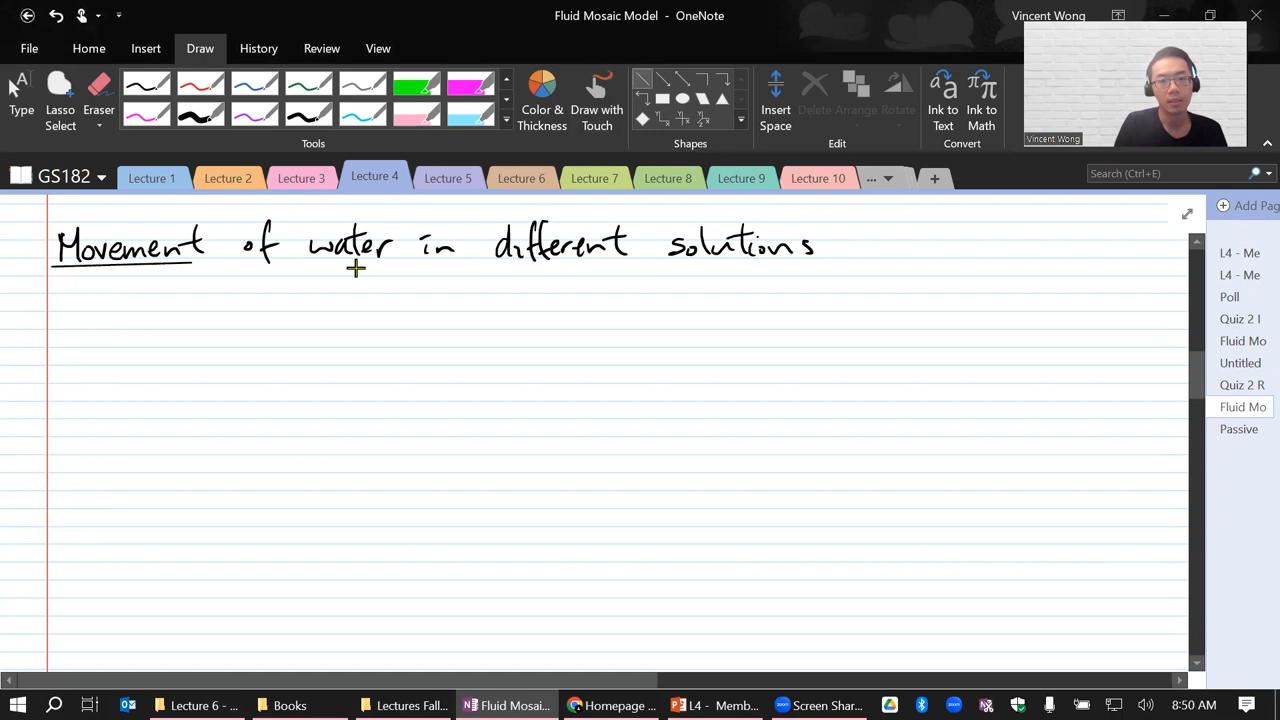 Fluid Mosaic Model - OneNote
Vincent Wong
File Home Insert Draw History Review View
Type
Lasso Select
Eraser
Color & Thickness
Draw with Touch
Insert Space
Delete Arrange Rotate
Ink to Text
Ink to Math
Tools Shapes Edit Convert
Vincent Wong
GS182 Lecture 1 Lecture 2 Lecture 3 Lecture 4 Lecture 5 Lecture 6 Lecture 7 Lecture 8 Lecture 9 Lecture 10 ... + Search (Ctrl+E)
Add Pag
Movement of water in different solutions
L4 - Me
L4 - Me
Poll
Quiz 2 I
Fluid Mo
Untitled
Quiz 2 R
Fluid Mo
Passive
Lecture 6 - ... Books Lectures Fall... Fluid Mosai... Homepage ... L4 - Memb... Screen Shar... 8:50 AM